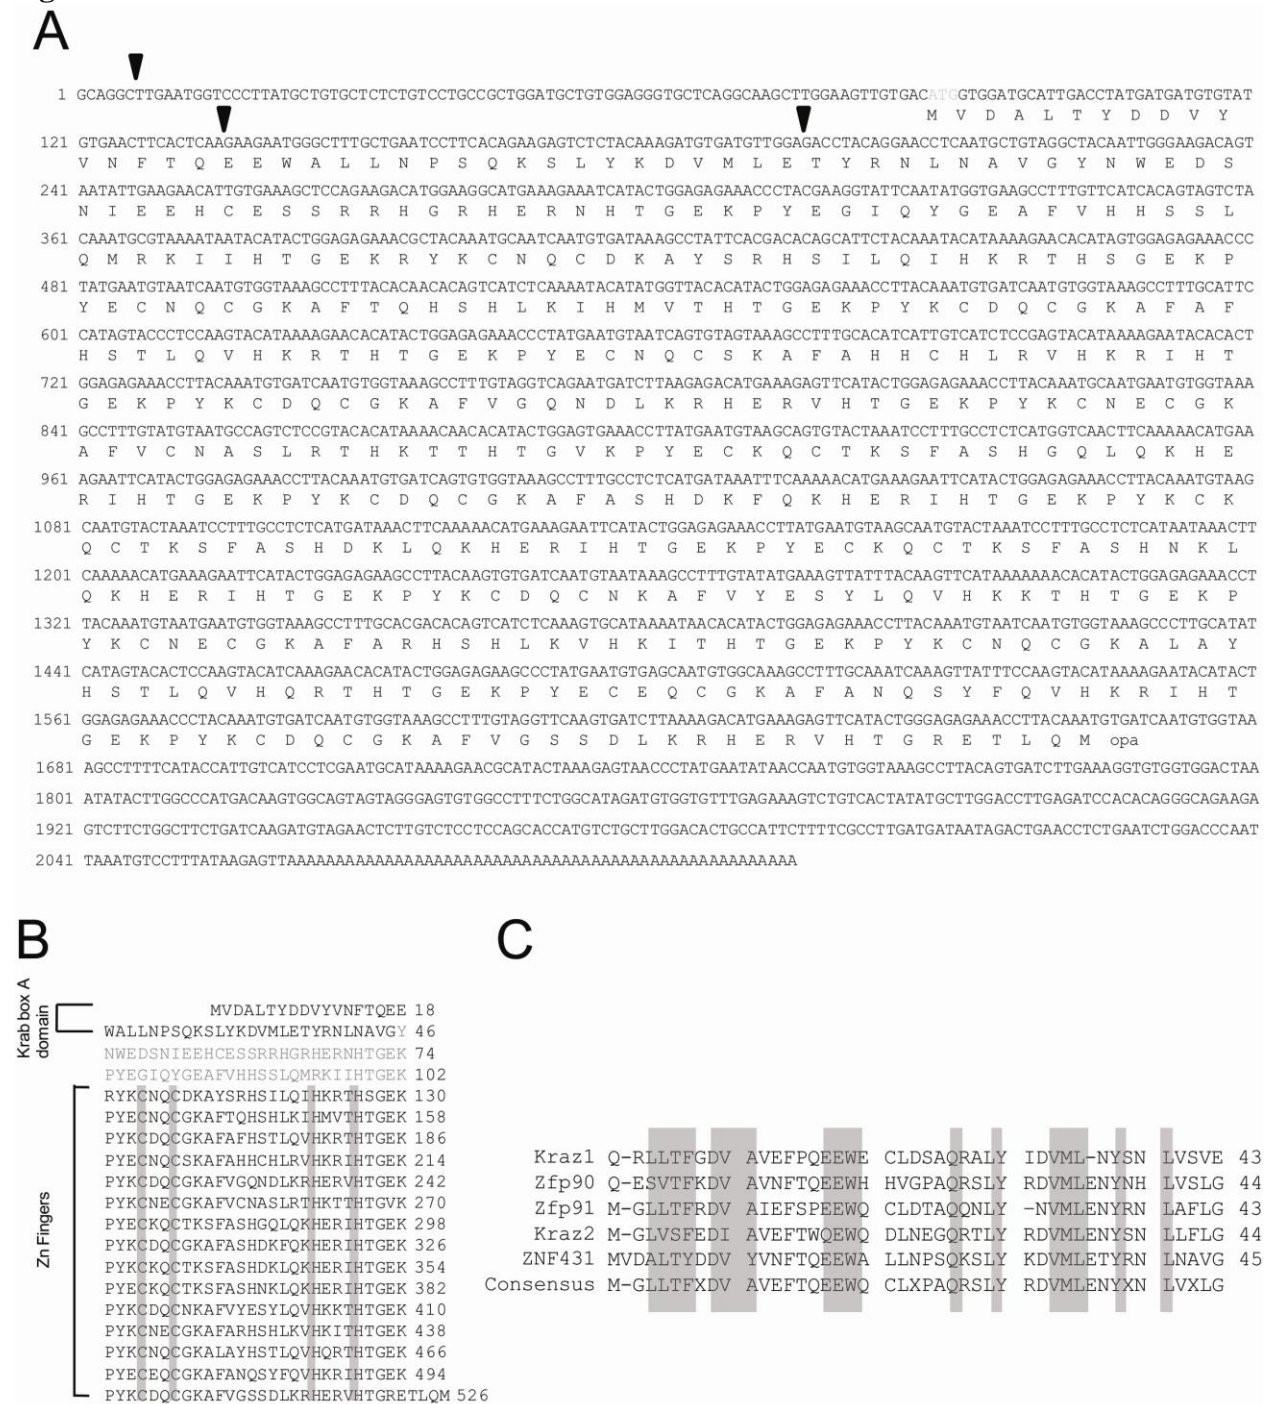 A
1 GCAGGCTTGAATGGTCCCTTATGCTGTGCTCTCTGTCCTGCCGCTGGATGCTGTGGAGGGTGCTCAGGCAAGCTTGGAAGTTGTGACATGGTGGATGCATTGACCTATGATGATGTGTAT
M V D A L T Y D D V Y
121 GTGAACTTCACTCAAGAAGAATGGGCTTTGCTGAATCCTTCACAGAAGAGTCTCTACAAAGATGTGATGTTGGAGACCTACAGGAACCTCAATGCTGTAGGCTACAATTGGGAAGACAGT
V N F T Q E E W A L L N P S Q K S L Y K D V M L E T Y R N L N A V G Y N W E D S
241 AATATTGAAGAACATTGTGAAAGCTCCAGAAGACATGGAAGGCATGAAAGAAATCATACTGGAGAGAAACCCTACGAAGGTATTCAATATGGTGAAGCCTTTGTTCATCACAGTAGTCTA
N I E E H C E S S R R H G R H E R N H T G E K P Y E G I Q Y G E A F V H H S S L
361 CAAATGCGTAAAATAATACATACTGGAGAGAAACGCTACAAATGCAATCAATGTGATAAAGCCTATTCACGACACAGCATTCTACAAATACATAAAAGAACACATAGTGGAGAGAAACCC
Q M R K I I H T G E K R Y K C N Q C D K A Y S R H S I L Q I H K R T H S G E K P
481 TATGAATGTAATCAATGTGGTAAAGCCTTTACACAACACAGTCATCTCAAAATACATATGGTTACACATACTGGAGAGAAACCTTACAAATGTGATCAATGTGGTAAAGCCTTTGCATTC
Y E C N Q C G K A F T Q H S H L K I H M V T H T G E K P Y K C D Q C G K A F A F
601 CATAGTACCCTCCAAGTACATAAAAGAACACATACTGGAGAGAAACCCTATGAATGTAATCAGTGTAGTAAAGCCTTTGCACATCATTGTCATCTCCGAGTACATAAAAGAATACACACT
H S T L Q V H K R T H T G E K P Y E C N Q C S K A F A H H C H L R V H K R I H T
721 GGAGAGAAACCTTACAAATGTGATCAATGTGGTAAAGCCTTTGTAGGTCAGAATGATCTTAAGAGACATGAAAGAGTTCATACTGGAGAGAAACCTTACAAATGCAATGAATGTGGTAAA
G E K P Y K C D Q C G K A F V G Q N D L K R H E R V H T G E K P Y K C N E C G K
841 GCCTTTGTATGTAATGCCAGTCTCCGTACACATAAAACAACACATACTGGAGTGAAACCTTATGAATGTAAGCAGTGTACTAAATCCTTTGCCTCTCATGGTCAACTTCAAAAACATGAA
A F V C N A S L R T H K T T H T G V K P Y E C K Q C T K S F A S H G Q L Q K H E
961 AGAATTCATACTGGAGAGAAACCTTACAAATGTGATCAGTGTGGTAAAGCCTTTGCCTCTCATGATAAATTTCAAAAACATGAAAGAATTCATACTGGAGAGAAACCTTACAAATGTAAG
R I H T G E K P Y K C D Q C G K A F A S H D K F Q K H E R I H T G E K P Y K C K
1081 CAATGTACTAAATCCTTTGCCTCTCATGATAAACTTCAAAAACATGAAAGAATTCATACTGGAGAGAAACCTTATGAATGTAAGCAATGTACTAAATCCTTTGCCTCTCATAATAAACTT
Q C T K S F A S H D K L Q K H E R I H T G E K P Y E C K Q C T K S F A S H N K L
1201 CAAAAACATGAAAGAATTCATACTGGAGAGAAGCCTTACAAGTGTGATCAATGTAATAAAGCCTTTGTATATGAAAGTTATTTACAAGTTCATAAAAAAACACATACTGGAGAGAAACCT
Q K H E R I H T G E K P Y K C D Q C N K A F V Y E S Y L Q V H K K T H T G E K P
1321 TACAAATGTAATGAATGTGGTAAAGCCTTTGCACGACACAGTCATCTCAAAGTGCATAAAATAACACATACTGGAGAGAAACCTTACAAATGTAATCAATGTGGTAAAGCCCTTGCATAT
Y K C N E C G K A F A R H S H L K V H K I T H T G E K P Y K C N Q C G K A L A Y
1441 CATAGTACACTCCAAGTACATCAAAGAACACATACTGGAGAGAAGCCCTATGAATGTGAGCAATGTGGCAAAGCCTTTGCAAATCAAAGTTATTTCCAAGTACATAAAAGAATACATACT
H S T L Q V H Q R T H T G E K P Y E C E Q C G K A F A N Q S Y F Q V H K R I H T
1561 GGAGAGAAACCCTACAAATGTGATCAATGTGGTAAAGCCTTTGTAGGTTCAAGTGATCTTAAAAGACATGAAAGAGTTCATACTGGGAGAGAAACCTTACAAATGTGATCAATGTGGTAA
G E K P Y K C D Q C G K A F V G S S D L K R H E R V H T G R E T L Q M opa
1681 AGCCTTTTCATACCATTGTCATCCTCGAATGCATAAAAGAACGCATACTAAAGAGTAACCCTATGAATATAACCAATGTGGTAAAGCCTTACAGTGATCTTGAAAGGTGTGGTGGACTAA
1801 ATATACTTGGCCCATGACAAGTGGCAGTAGTAGGGAGTGTGGCCTTTCTGGCATAGATGTGGTGTTTGAGAAAGTCTGTCACTATATGCTTGGACCTTGAGATCCACACAGGGCAGAAGA
1921 GTCTTCTGGCTTCTGATCAAGATGTAGAACTCTTGTCTCCTCCAGCACCATGTCTGCTTGGACACTGCCATTCTTTTCGCCTTGATGATAATAGACTGAACCTCTGAATCTGGACCCAAT
2041 TAAATGTCCTTTATAAGAGTTAAAAAAAAAAAAAAAAAAAAAAAAAAAAAAAAAAAAAAAAAAAAAAAAAA
B
Krab box A
domain
MVDALTYDDVYVNFTQEE 18
WALLNPSQKSLYKDVMLETYRNLNAVGY 46
NWEDSNIEEHCESSRRHGRHERNHTGEK 74
PYEGIQYGEAFVHHSSLQMRKIIHTGEK 102
Zn Fingers
RYKCNQCDKAYSRHSILQIHKRTHSGEK 130
PYECNQCGKAFTQHSHLKIHMVTHTGEK 158
PYKCDQCGKAFAFHSTLQVHKRTHTGEK 186
PYECNQCSKAFAHHCHLRVHKRIHTGEK 214
PYKCDQCGKAFVGQNDLKRHERVHTGEK 242
PYKCNECGKAFVCNASLRTHKTTHTGVK 270
PYECKQCTKSFASHGQLQKHERIHTGEK 298
PYKCDQCGKAFASHDKFQKHERIHTGEK 326
PYKCKQCTKSFASHDKLQKHERIHTGEK 354
PYECKQCTKSFASHNKLQKHERIHTGEK 382
PYKCDQCNKAFVYESYLQVHKKTHTGEK 410
PYKCNECGKAFARHSHLKVHKITHTGEK 438
PYKCNQCGKALAYHSTLQVHQRTHTGEK 466
PYECEQCGKAFANQSYFQVHKRIHTGEK 494
PYKCDQCGKAFVGSSDLKRHERVHTGRETLQM 526
C
Kraz1 Q-RLLTFGDV AVEFPQEEWE CLDSAQRALY IDVML-NYSN LVSVE 43
Zfp90 Q-ESVTFKDV AVNFTQEEWH HVGPAQRSLY RDVMLENYNH LVSLG 44
Zfp91 M-GLLTFRDV AIEFSPEEWQ CLDTAQQNLY -NVMLENYRN LAFLG 43
Kraz2 M-GLVSFEDI AVEFTWQEWQ DLNEGQRTLY RDVMLENYSN LLFLG 44
ZNF431 MVDALTYDDV YVNFTQEEWA LLNPSQKSLY KDVMLETYRN LNAVG 45
Consensus M-GLLTFXDV AVEFTQEEWQ CLXPAQRSLY RDVMLENYXN LVXLG